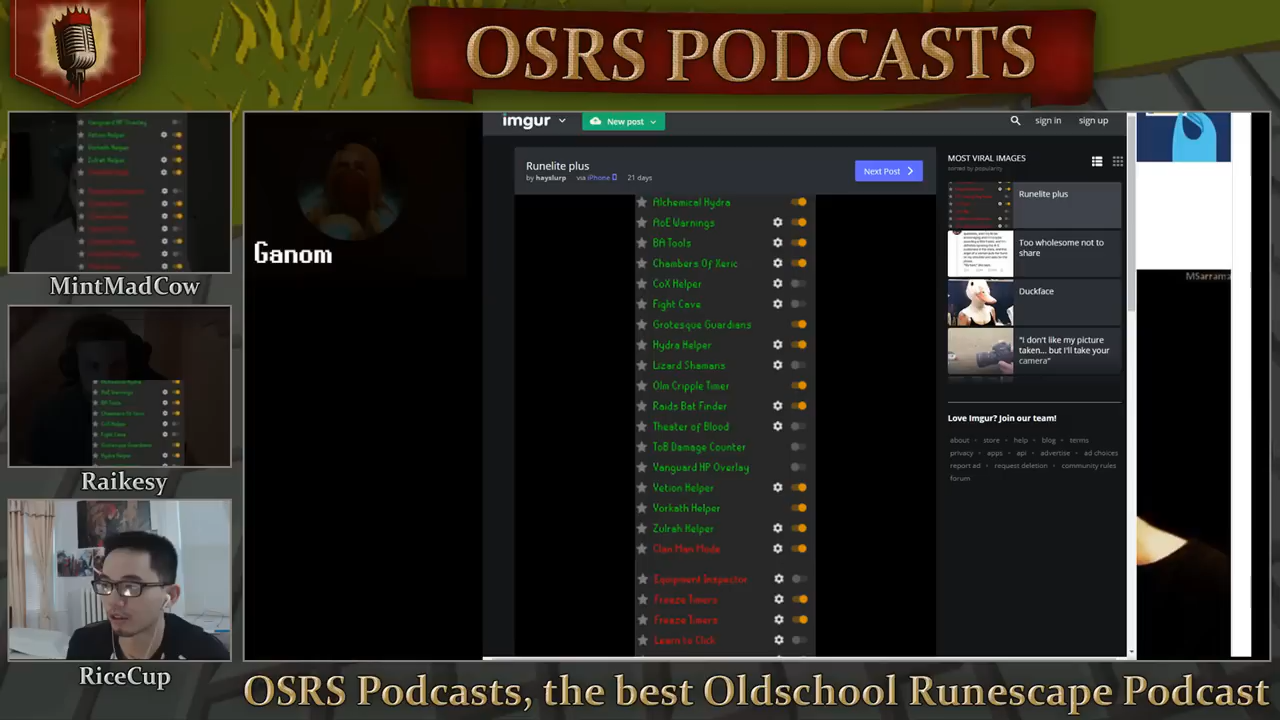 OSRS PODCASTS
MintMadCow
Raikesy
RiceCup
Ganom
imgur
New post
sign in
sign up
Runelite plus
by hayslurp via iPhone 21 days
Next Post
Alchemical Hydra
AoE Warnings
BA Tools
Chambers Of Xeric
CoX Helper
Fight Cave
Grotesque Guardians
Hydra Helper
Lizard Shamans
Olm Cripple Timer
Raids Bat Finder
Theater of Blood
ToB Damage Counter
Vanguard HP Overlay
Vetion Helper
Vorkath Helper
Zulrah Helper
Clan Man Mode
Equipment Inspector
Freeze Timers
Freeze Timers
Learn to Click
MOST VIRAL IMAGES
sorted by popularity
Runelite plus
Too wholesome not to
share
Duckface
"I don't like my picture
taken... but I'll take your
camera"
Love Imgur? Join our team!
about • store • help • blog • terms
privacy • apps • api • advertise • ad choices
report ad • request deletion • community rules
forum
OSRS Podcasts, the best Oldschool Runescape Podcast